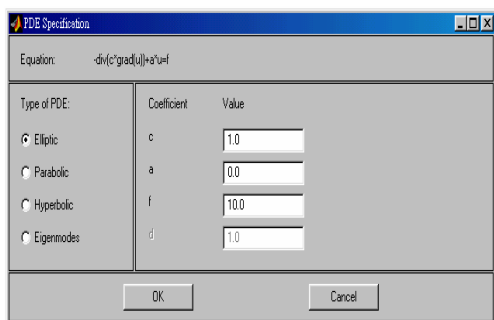 PDE Specification
Equation: -div(c*grad(u))+a*u=f
Type of PDE: Coefficient Value
Elliptic c 1.0
Parabolic a 0.0
Hyperbolic f 10.0
Eigenmodes d 1.0
OK Cancel